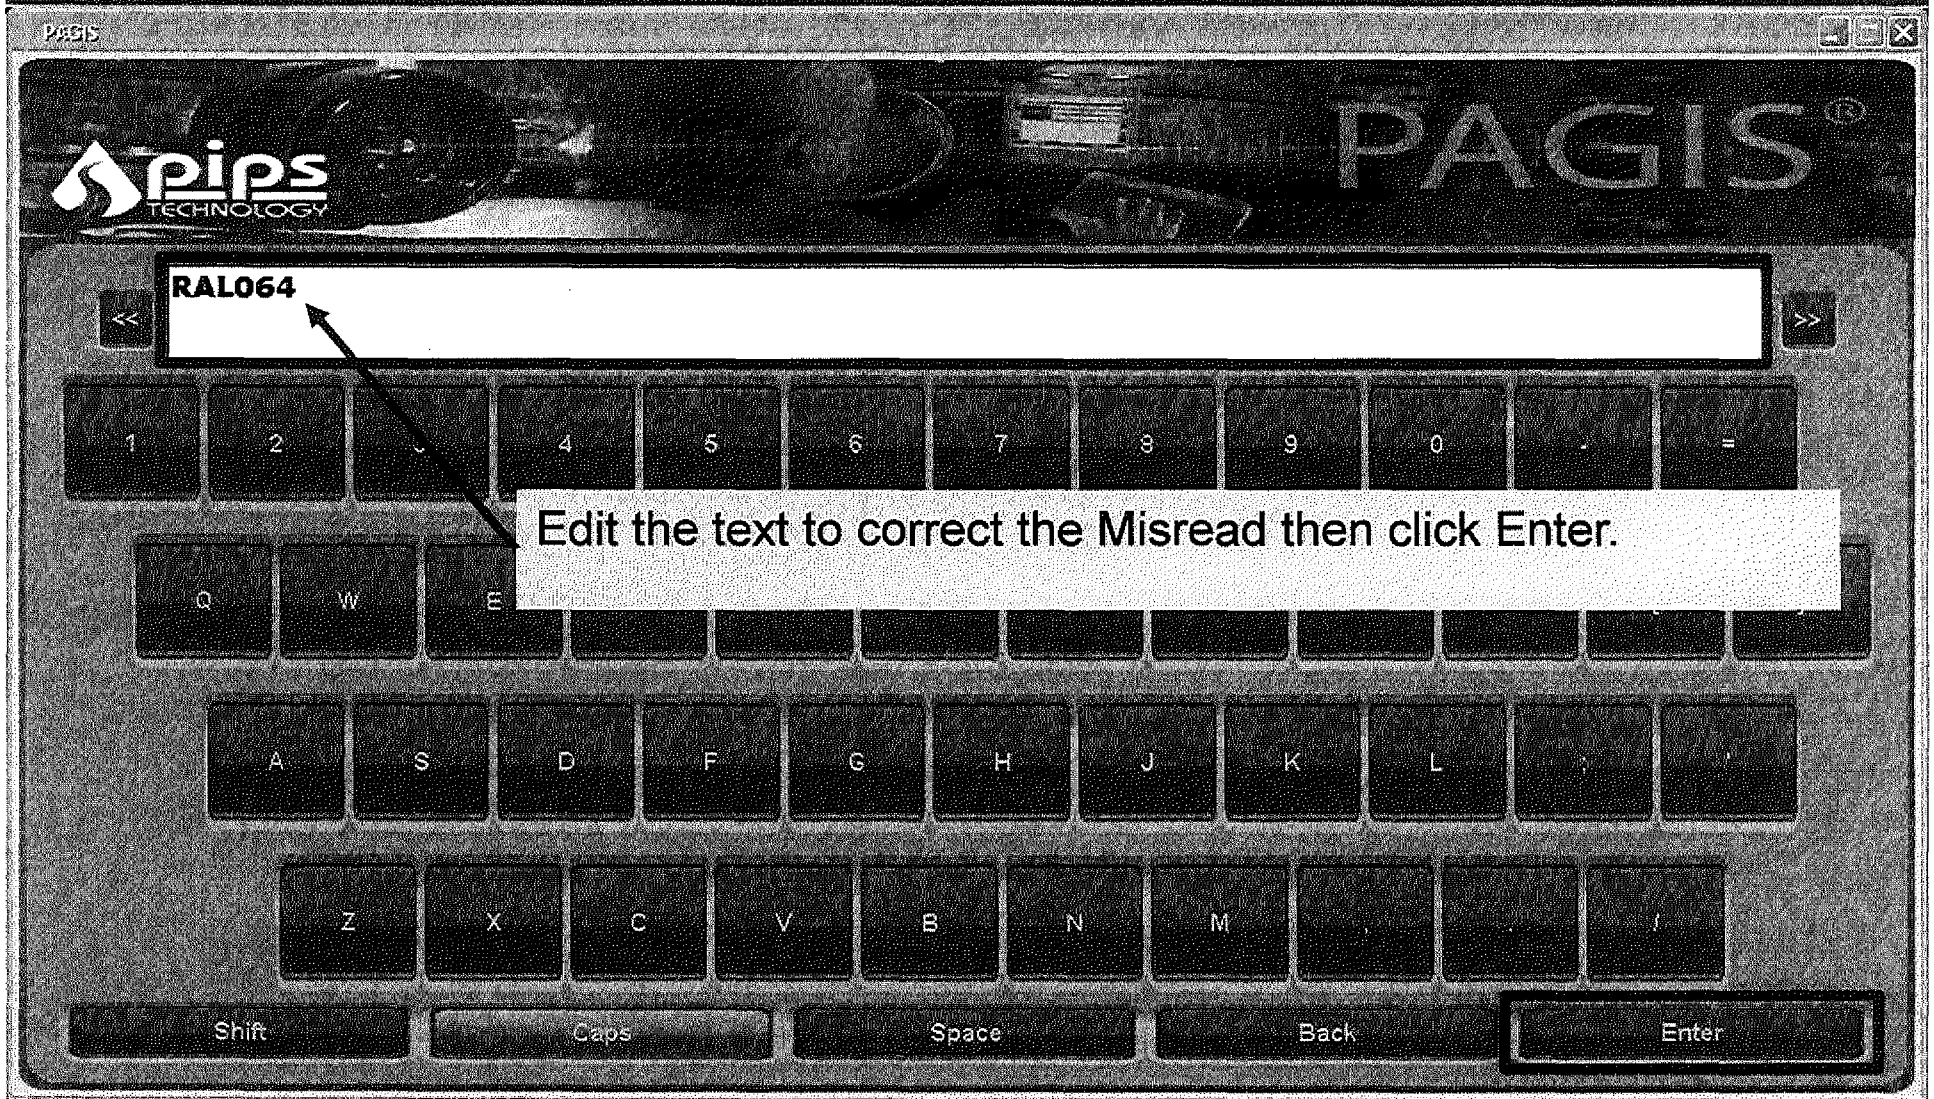 PAGIS
pips
TECHNOLOGY
PAGIS®
RAL064
<<
>>
1 2 4 5 6 7 8 9 0 - =
Edit the text to correct the Misread then click Enter.
Q W E
A S D F G H J K L ; '
Z X C V B N M , . /
Shift Caps Space Back Enter